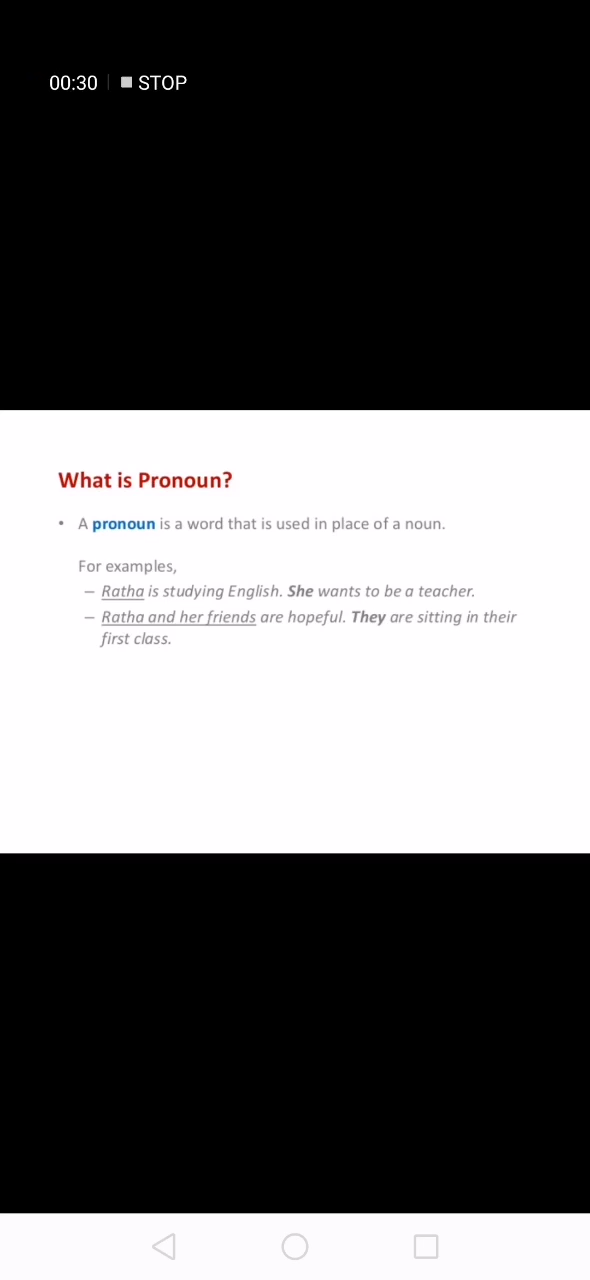 00:30 STOP
What is Pronoun?
• A pronoun is a word that is used in place of a noun.
For examples,
– Ratha is studying English. She wants to be a teacher.
– Ratha and her friends are hopeful. They are sitting in their
first class.